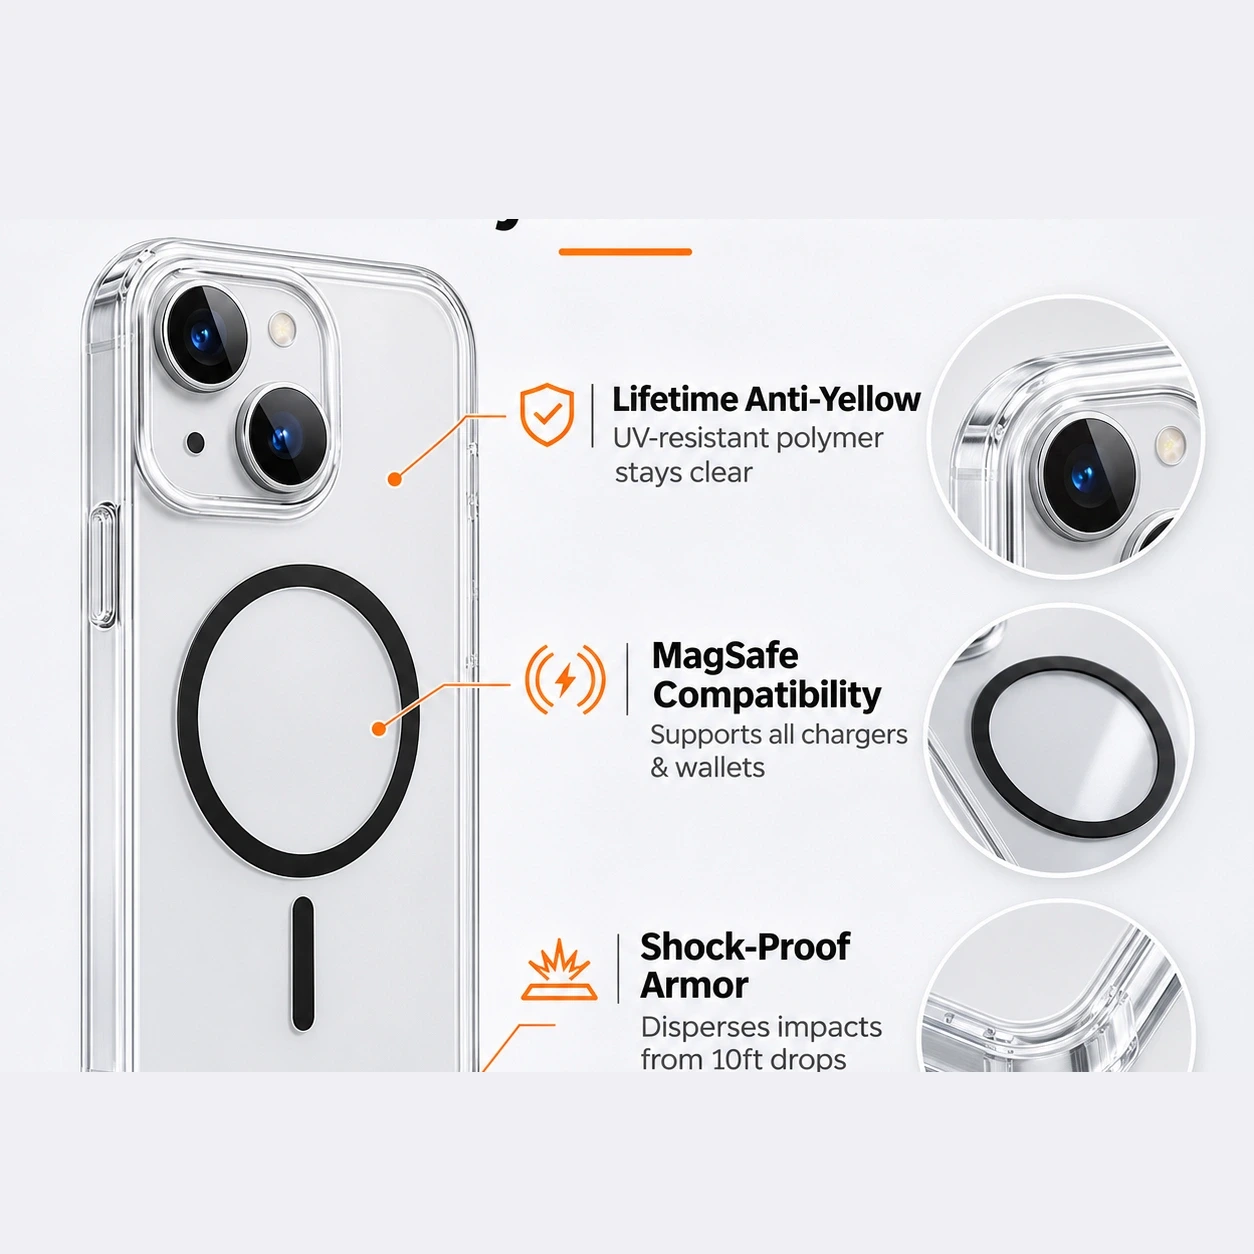 Lifetime Anti-Yellow
UV-resistant polymer
stays clear
MagSafe
Compatibility
Supports all chargers
& wallets
Shock-Proof
Armor
Disperses impacts
from 10ft drops